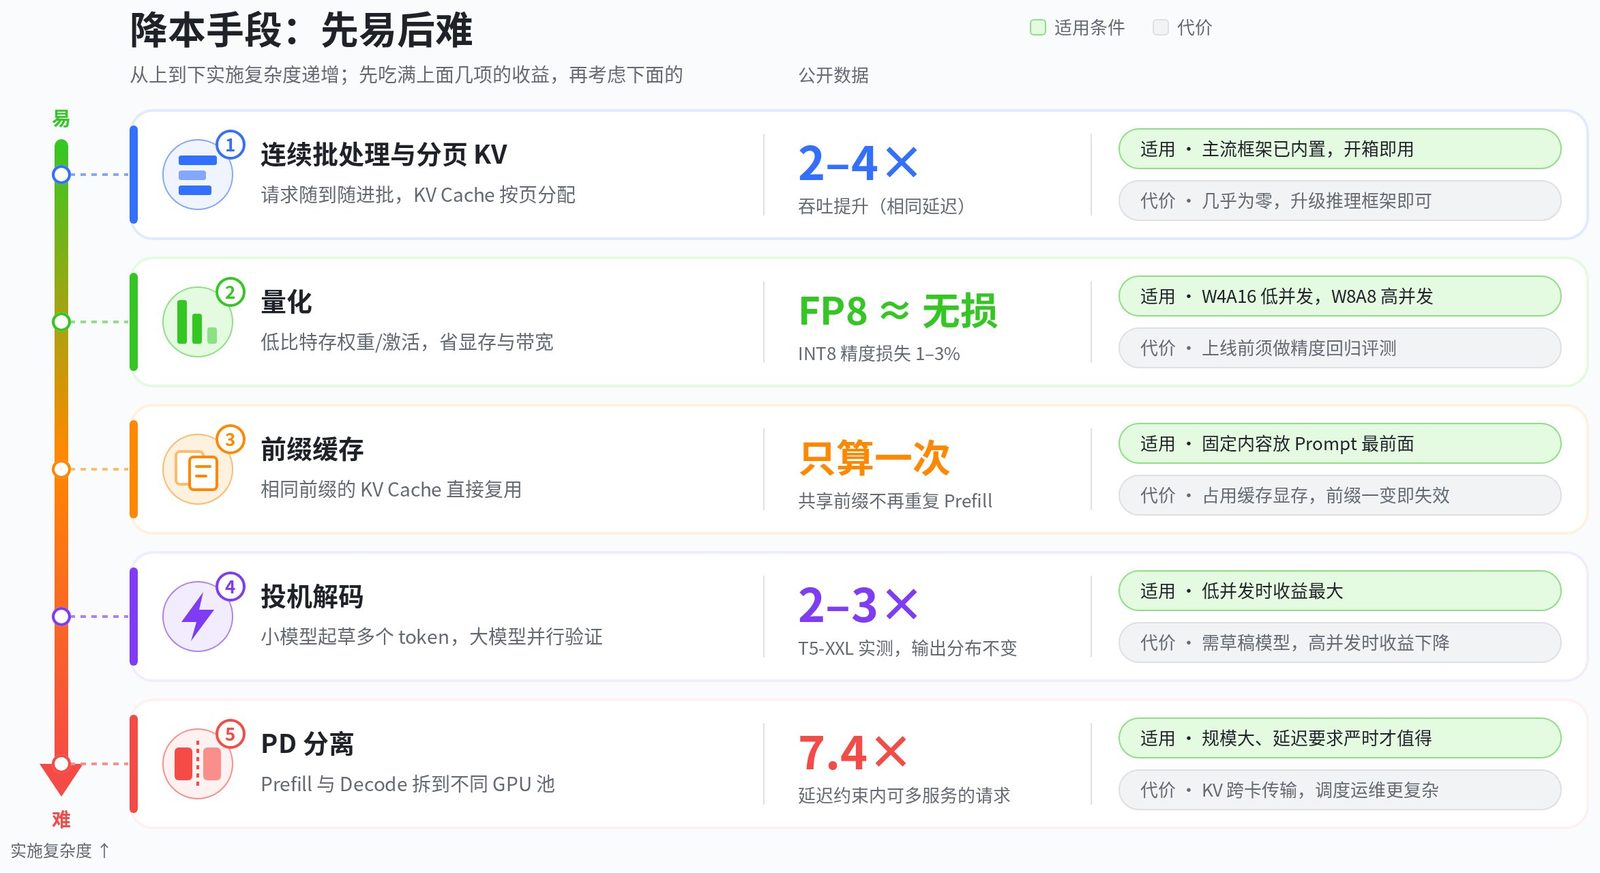 降本手段：先易后难
适用条件
代价
从上到下实施复杂度递增；先吃满上面几项的收益，再考虑下面的
公开数据
易
1
连续批处理与分页 KV
请求随到随进批，KV Cache 按页分配
2–4×
吞吐提升（相同延迟）
适用 · 主流框架已内置，开箱即用
代价 · 几乎为零，升级推理框架即可
2
量化
低比特存权重/激活，省显存与带宽
FP8 ≈ 无损
INT8 精度损失 1–3%
适用 · W4A16 低并发，W8A8 高并发
代价 · 上线前须做精度回归评测
3
前缀缓存
相同前缀的 KV Cache 直接复用
只算一次
共享前缀不再重复 Prefill
适用 · 固定内容放 Prompt 最前面
代价 · 占用缓存显存，前缀一变即失效
4
投机解码
小模型起草多个 token，大模型并行验证
2–3×
T5-XXL 实测，输出分布不变
适用 · 低并发时收益最大
代价 · 需草稿模型，高并发时收益下降
5
PD 分离
Prefill 与 Decode 拆到不同 GPU 池
7.4×
延迟约束内可多服务的请求
适用 · 规模大、延迟要求严时才值得
代价 · KV 跨卡传输，调度运维更复杂
难
实施复杂度 ↑